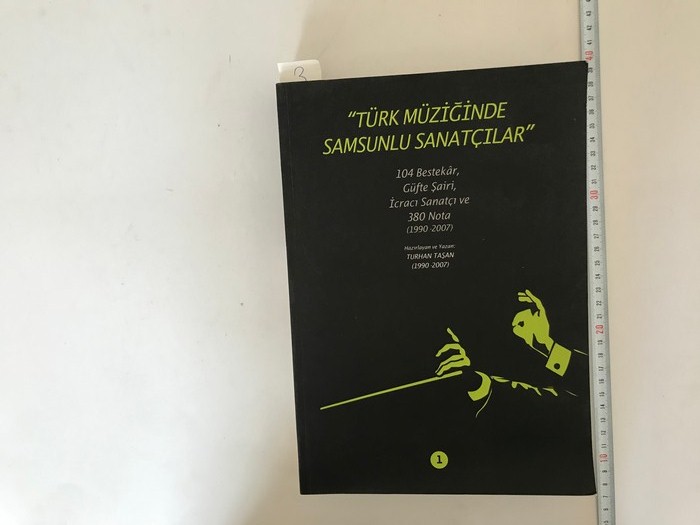 3
“TÜRK MÜZİĞİNDE
SAMSUNLU SANATÇILAR”
104 Bestekâr,
Güfte Şairi,
İcracı Sanatçı ve
380 Nota
(1990-2007)
Hazırlayan ve Yazan:
TURHAN TAŞAN
(1990-2007)
1